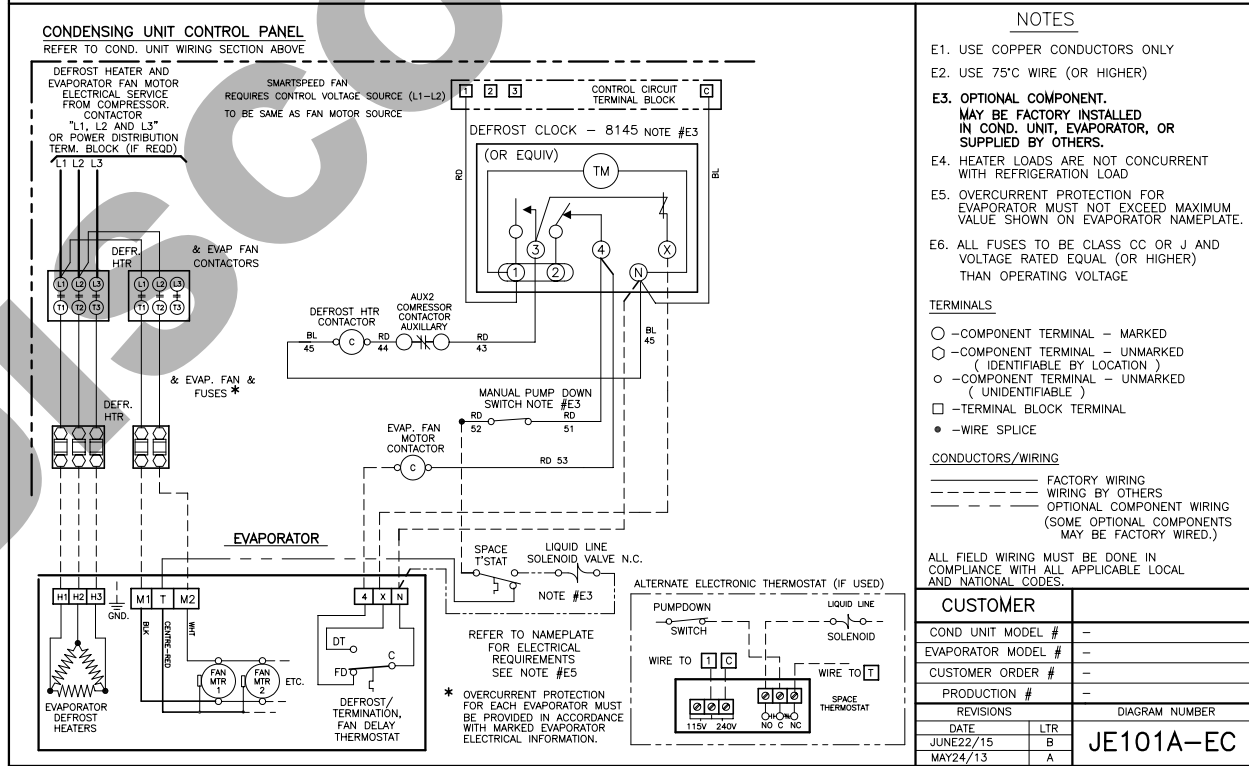 CONDENSING UNIT CONTROL PANEL
REFER TO COND. UNIT WIRING SECTION ABOVE
DEFROST HEATER AND
EVAPORATOR FAN MOTOR
ELECTRICAL SERVICE
FROM COMPRESSOR.
CONTACTOR
"L1, L2 AND L3"
OR POWER DISTRIBUTION
TERM. BLOCK (IF REQD)
L1 L2 L3
SMARTSPEED FAN
REQUIRES CONTROL VOLTAGE SOURCE (L1-L2)
TO BE SAME AS FAN MOTOR SOURCE
1 2 3
CONTROL CIRCUIT
TERMINAL BLOCK
C
DEFROST CLOCK - 8145 NOTE #E3
(OR EQUIV)
TM
RD
BL
3
4
X
1
2
N
DEFR.
HTR
& EVAP FAN
CONTACTORS
L1 L2 L3
L1 L2 L3
T1 T2 T3
T1 T2 T3
DEFROST HTR
CONTACTOR
AUX2
COMRESSOR
CONTACTOR
AUXILLARY
BL
45
C
RD
44
RD
43
BL
45
& EVAP. FAN &
FUSES *
DEFR.
HTR
MANUAL PUMP DOWN
SWITCH NOTE #E3
RD
52
RD
51
EVAP. FAN
MOTOR
CONTACTOR
C
RD 53
EVAPORATOR
H1 H2 H3
GND.
M1 T M2
BLK
CENTRE-RED
WHT
FAN
MTR
1
FAN
MTR
2
ETC.
EVAPORATOR
DEFROST
HEATERS
4 X N
DT
C
FD
DEFROST/
TERMINATION,
FAN DELAY
THERMOSTAT
SPACE
T'STAT
LIQUID LINE
SOLENOID VALVE N.C.
NOTE #E3
REFER TO NAMEPLATE
FOR ELECTRICAL
REQUIREMENTS
SEE NOTE #E5
* OVERCURRENT PROTECTION
FOR EACH EVAPORATOR MUST
BE PROVIDED IN ACCORDANCE
WITH MARKED EVAPORATOR
ELECTRICAL INFORMATION.
ALTERNATE ELECTRONIC THERMOSTAT (IF USED)
PUMPDOWN
SWITCH
LIQUID LINE
SOLENOID
WIRE TO 1 C
WIRE TO T
115V 240V
NO C NC
SPACE
THERMOSTAT
NOTES
E1. USE COPPER CONDUCTORS ONLY
E2. USE 75°C WIRE (OR HIGHER)
E3. OPTIONAL COMPONENT.
MAY BE FACTORY INSTALLED
IN COND. UNIT, EVAPORATOR, OR
SUPPLIED BY OTHERS.
E4. HEATER LOADS ARE NOT CONCURRENT
WITH REFRIGERATION LOAD
E5. OVERCURRENT PROTECTION FOR
EVAPORATOR MUST NOT EXCEED MAXIMUM
VALUE SHOWN ON EVAPORATOR NAMEPLATE.
E6. ALL FUSES TO BE CLASS CC OR J AND
VOLTAGE RATED EQUAL (OR HIGHER)
THAN OPERATING VOLTAGE
TERMINALS
-COMPONENT TERMINAL - MARKED
-COMPONENT TERMINAL - UNMARKED
( IDENTIFIABLE BY LOCATION )
-COMPONENT TERMINAL - UNMARKED
( UNIDENTIFIABLE )
-TERMINAL BLOCK TERMINAL
-WIRE SPLICE
CONDUCTORS/WIRING
FACTORY WIRING
WIRING BY OTHERS
OPTIONAL COMPONENT WIRING
(SOME OPTIONAL COMPONENTS
MAY BE FACTORY WIRED.)
ALL FIELD WIRING MUST BE DONE IN
COMPLIANCE WITH ALL APPLICABLE LOCAL
AND NATIONAL CODES.
CUSTOMER
COND UNIT MODEL # -
EVAPORATOR MODEL # -
CUSTOMER ORDER # -
PRODUCTION # -
REVISIONS DIAGRAM NUMBER
DATE LTR
JUNE22/15 B
MAY24/13 A
JE101A-EC